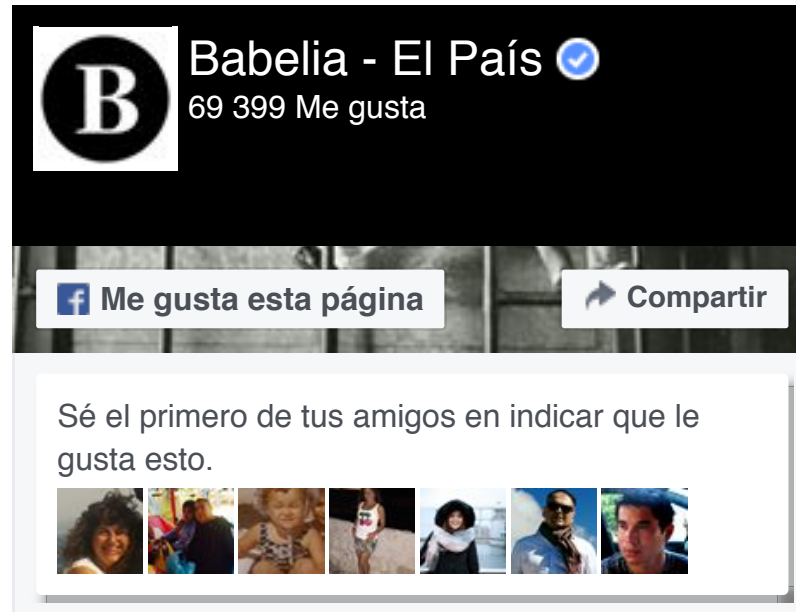 B
Babelia - El País
69 399 Me gusta
f Me gusta esta página
Compartir
Sé el primero de tus amigos en indicar que le
gusta esto.